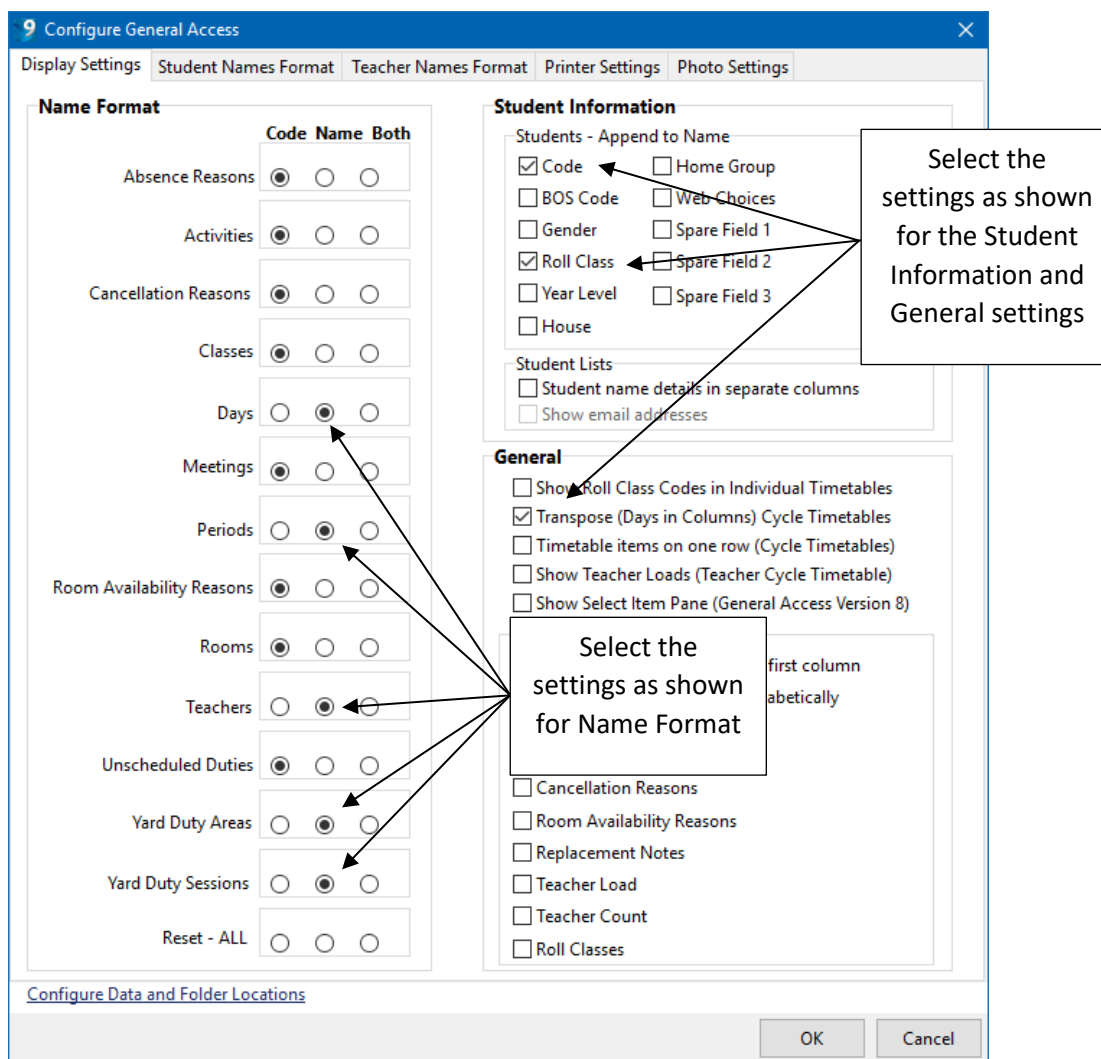 9 Configure General Access
Display Settings Student Names Format Teacher Names Format Printer Settings Photo Settings
Name Format
Code Name Both
Absence Reasons
Activities
Cancellation Reasons
Classes
Days
Meetings
Periods
Room Availability Reasons
Rooms
Teachers
Unscheduled Duties
Yard Duty Areas
Yard Duty Sessions
Reset - ALL
Student Information
Students - Append to Name
Code Home Group
BOS Code Web Choices
Gender Spare Field 1
Roll Class Spare Field 2
Year Level Spare Field 3
House
Student Lists
Student name details in separate columns
Show email addresses
General
Show Roll Class Codes in Individual Timetables
Transpose (Days in Columns) Cycle Timetables
Timetable items on one row (Cycle Timetables)
Show Teacher Loads (Teacher Cycle Timetable)
Show Select Item Pane (General Access Version 8)
first column
abetically
Cancellation Reasons
Room Availability Reasons
Replacement Notes
Teacher Load
Teacher Count
Roll Classes
Select the
settings as shown
for the Student
Information and
General settings
Select the
settings as shown
for Name Format
Configure Data and Folder Locations
OK Cancel